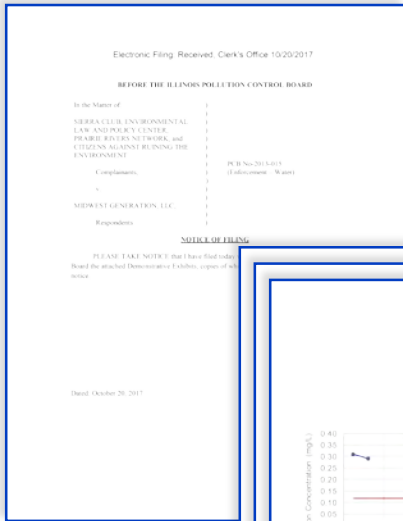 Electronic Filing: Received, Clerk's Office 10/20/2017
BEFORE THE ILLINOIS POLLUTION CONTROL BOARD
In the Matter of:
SIERRA CLUB, ENVIRONMENTAL
LAW AND POLICY CENTER,
PRAIRIE RIVERS NETWORK, and
CITIZENS AGAINST RUINING THE
ENVIRONMENT
PCB No-2013-015
Complainants,
(Enforcement – Water)
v.
MIDWEST GENERATION, LLC,
Respondents
NOTICE OF FILING
PLEASE TAKE NOTICE that I have filed today
Board the attached Demonstrative Exhibits, copies of
notice.
Dated: October 20, 2017
Concentration (mg/L)
0.40
0.35
0.30
0.25
0.20
0.15
0.10
0.05